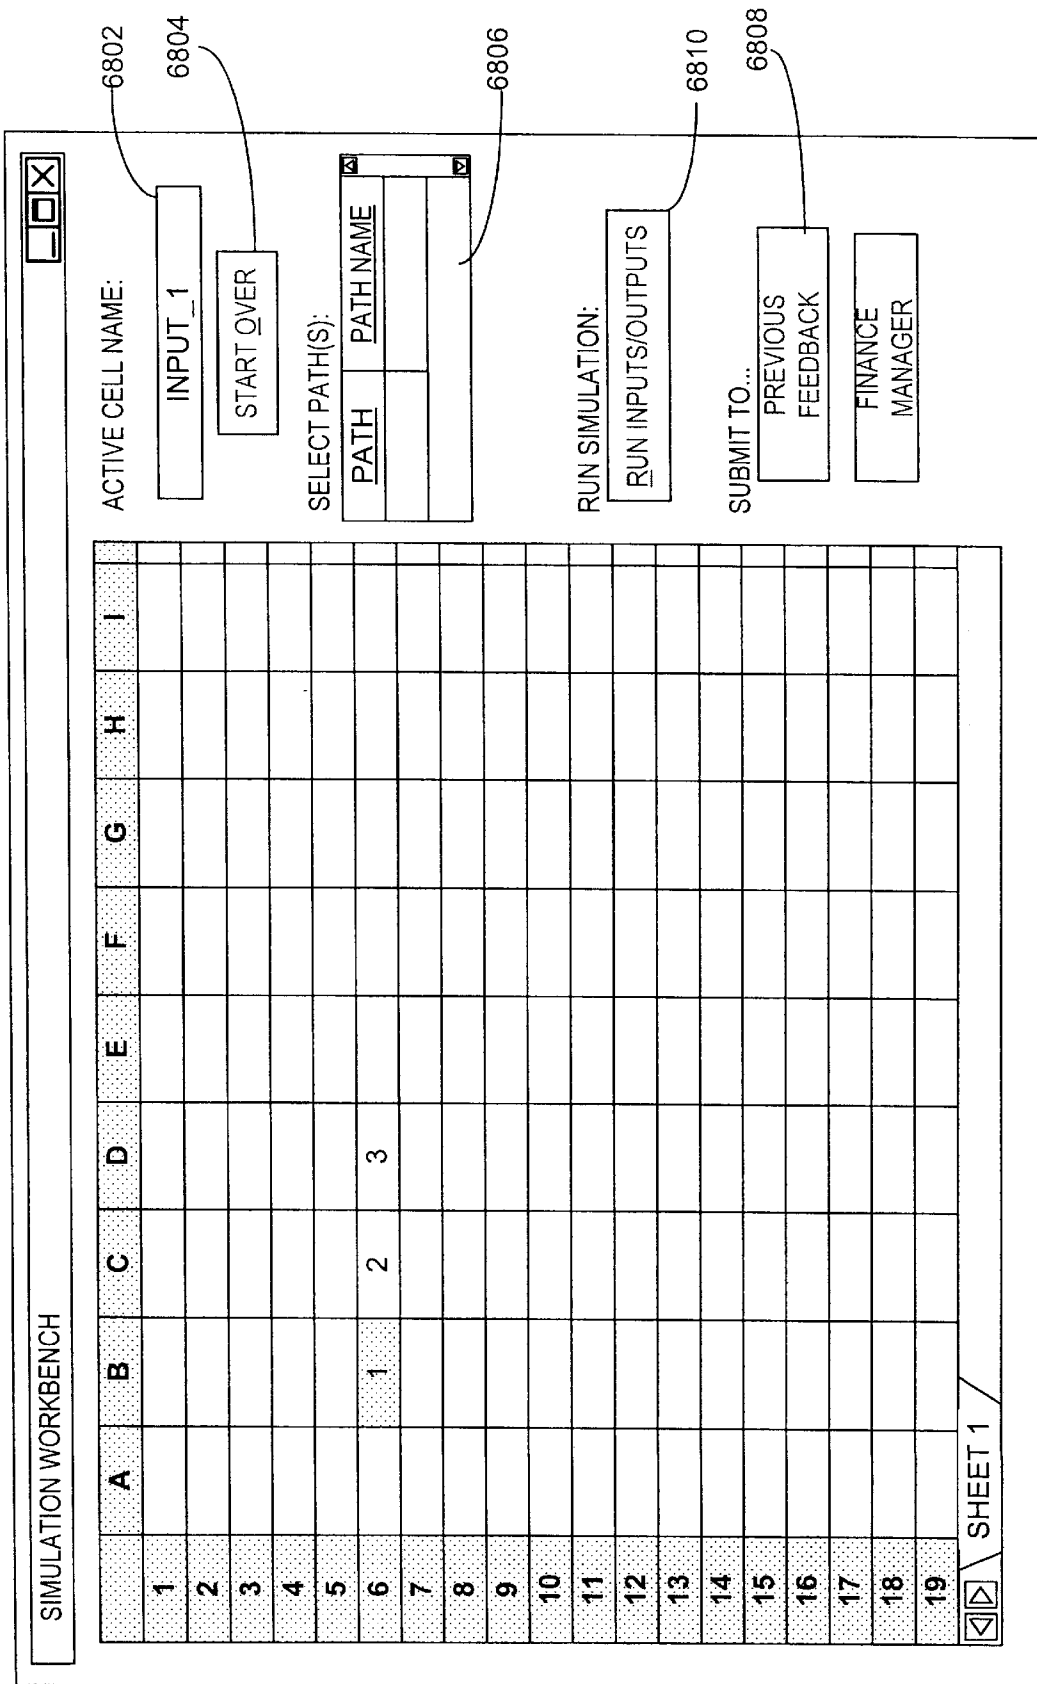 SIMULATION WORKBENCH
A B C D E F G H I
1
2
3
4
5
6 1 2 3
7
8
9
10
11
12
13
14
15
16
17
18
19
SHEET 1
ACTIVE CELL NAME:
INPUT_1
START OVER
SELECT PATH(S):
PATH PATH NAME
RUN SIMULATION:
RUN INPUTS/OUTPUTS
SUBMIT TO...
PREVIOUS
FEEDBACK
FINANCE
MANAGER
6802
6804
6806
6810
6808